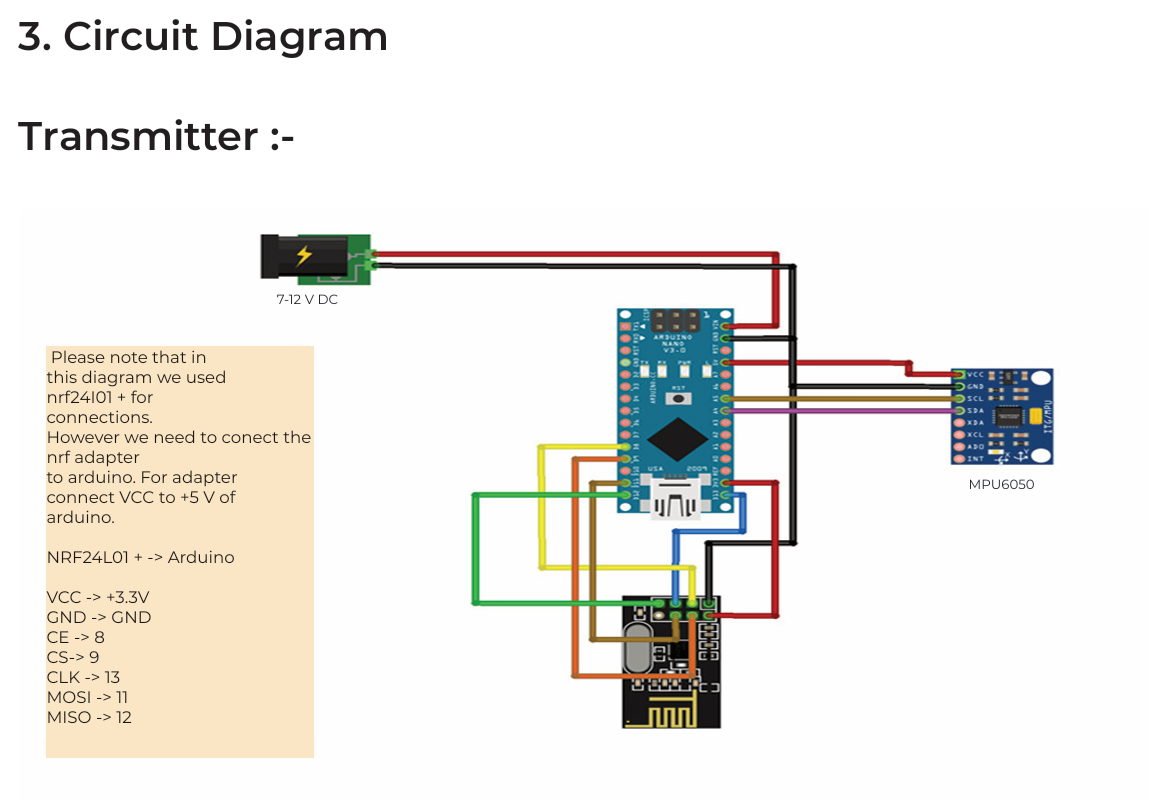 3. Circuit Diagram
Transmitter :-
7-12 V DC
Please note that in
this diagram we used
nrf24l01 + for
connections.
However we need to conect the
nrf adapter
to arduino. For adapter
connect VCC to +5 V of
arduino.
NRF24L01 + -> Arduino
VCC -> +3.3V
GND -> GND
CE -> 8
CS-> 9
CLK -> 13
MOSI -> 11
MISO -> 12
ARDUINO
NANO
V3.0
RST
USA
2009
VCC
GND
SCL
SDA
XDA
XCL
ADO
INT
ITG/MPU
MPU6050